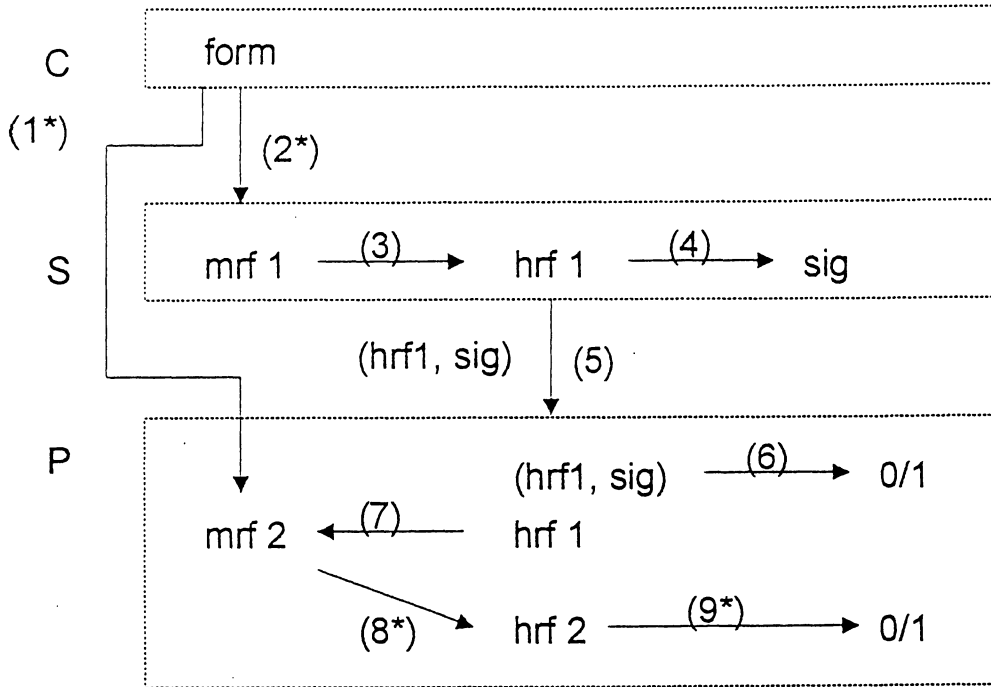 C form
(1*)
(2*)
S mrf 1 (3) hrf 1 (4) sig
(hrf1, sig) (5)
P
(hrf1, sig) (6) 0/1
mrf 2 (7) hrf 1
(8*) hrf 2 (9*) 0/1